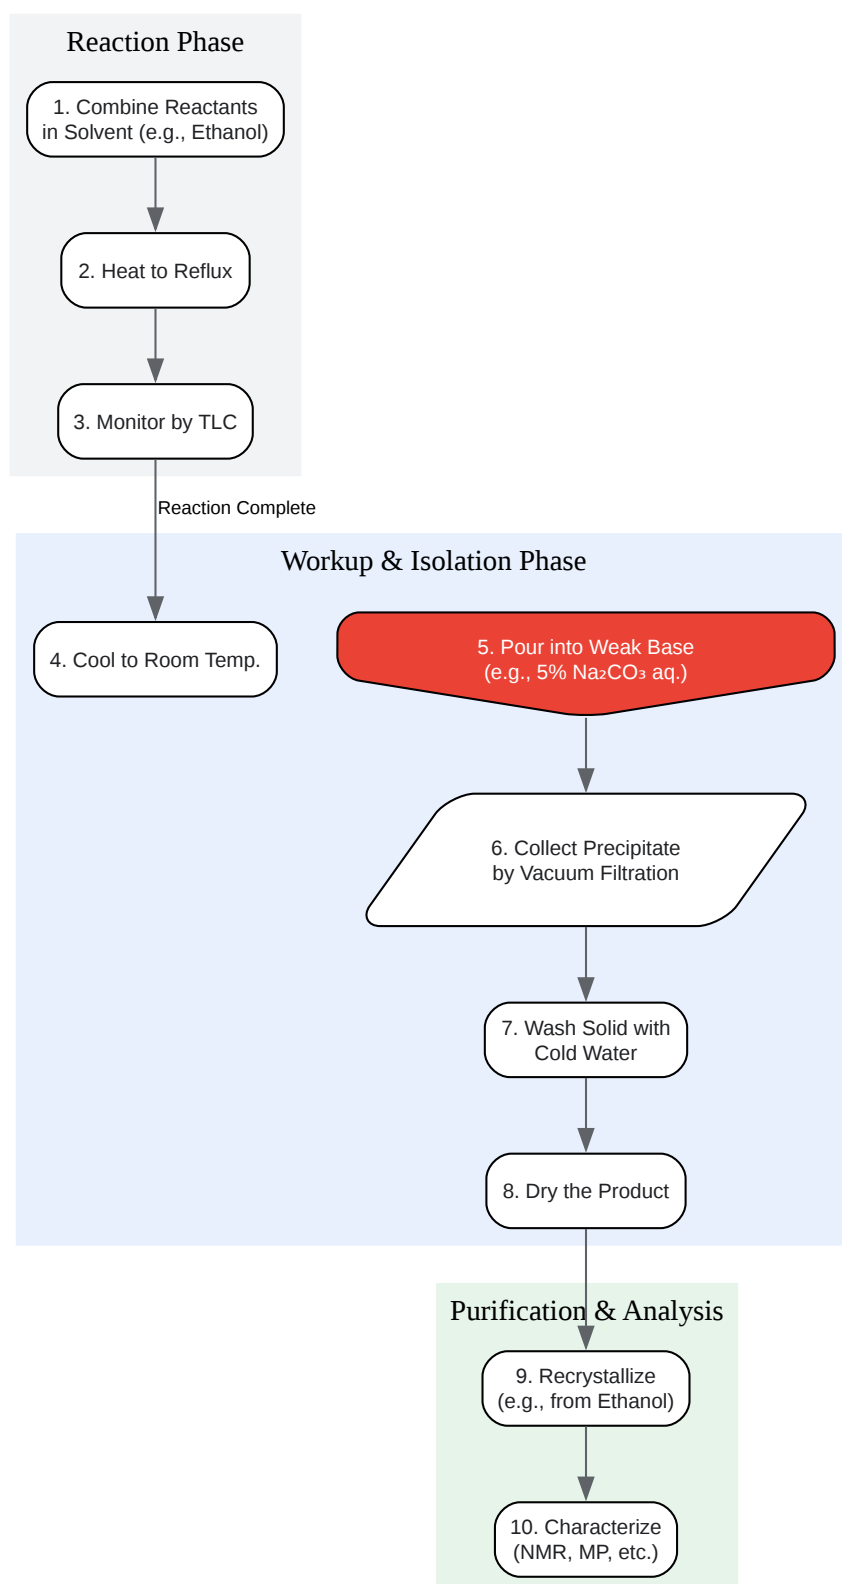 Reaction Phase
1. Combine Reactants
in Solvent (e.g., Ethanol)
2. Heat to Reflux
3. Monitor by TLC
Reaction Complete
Workup & Isolation Phase
4. Cool to Room Temp.
5. Pour into Weak Base
(e.g., 5% Na₂CO₃ aq.)
6. Collect Precipitate
by Vacuum Filtration
7. Wash Solid with
Cold Water
8. Dry the Product
Purification & Analysis
9. Recrystallize
(e.g., from Ethanol)
10. Characterize
(NMR, MP, etc.)